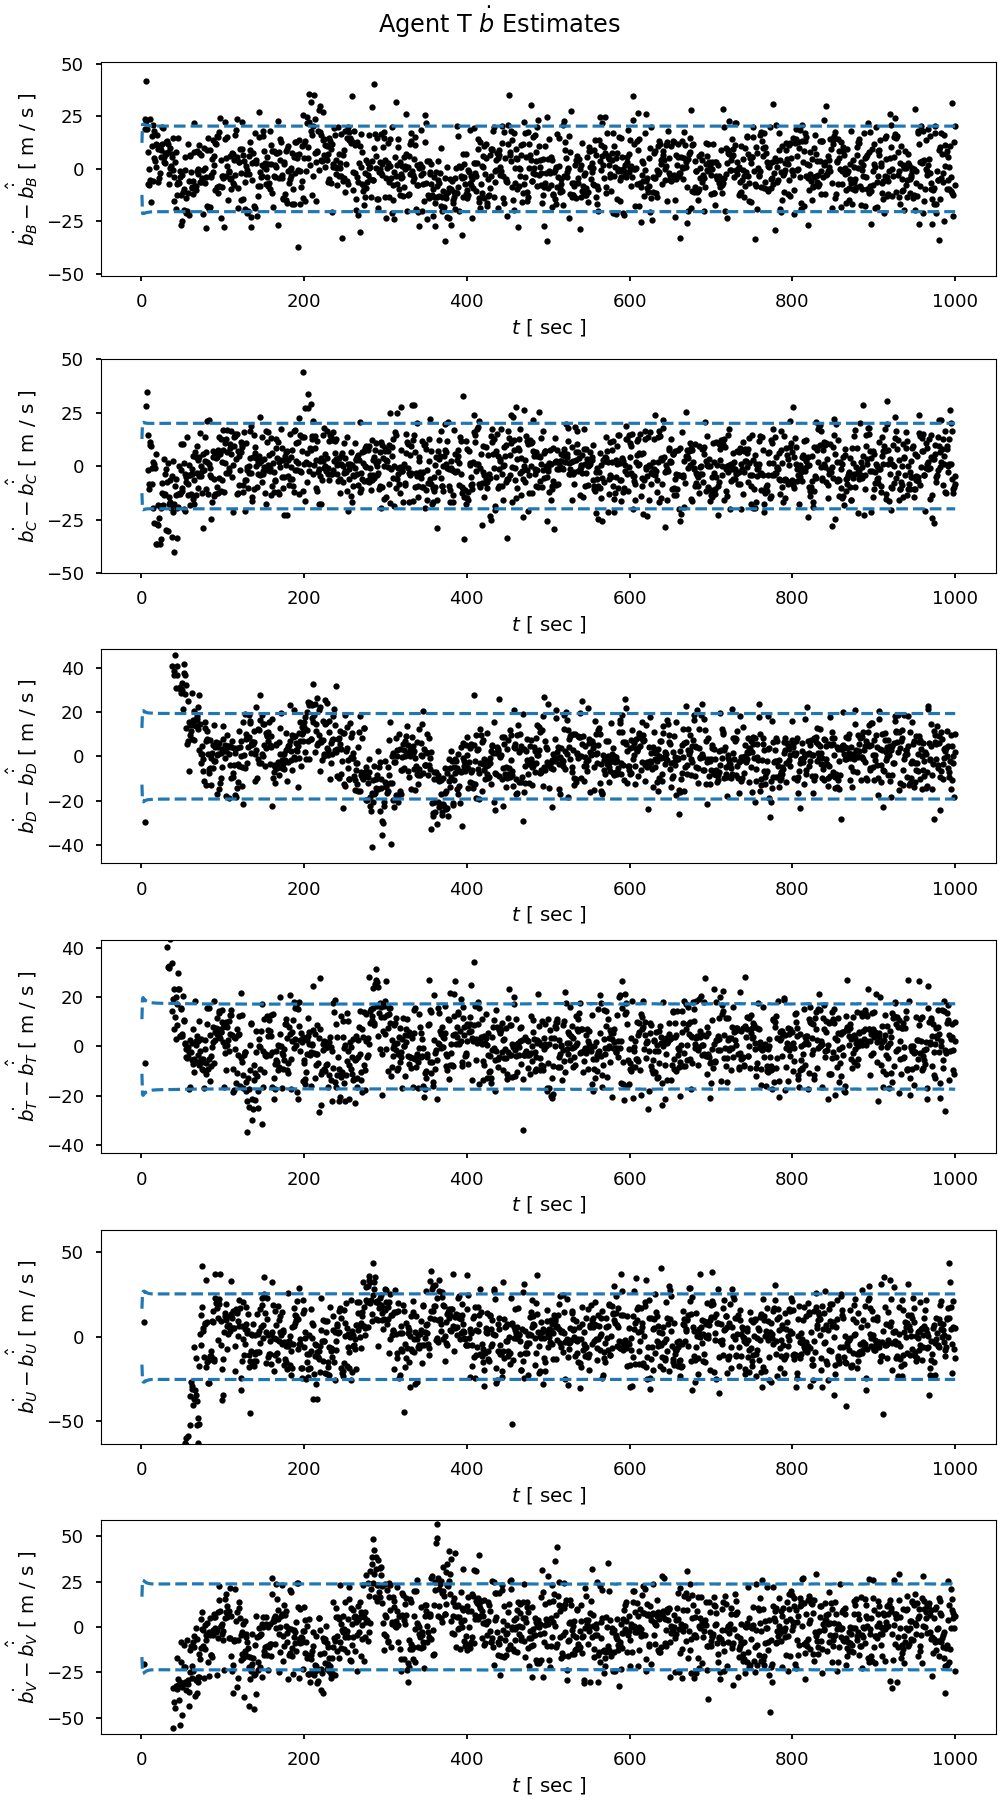 Agent T ḃ Estimates
ḃ_B − ḃ̂_B [ m / s ]
50
25
0
−25
−50
0 200 400 600 800 1000
t [ sec ]
ḃ_C − ḃ̂_C [ m / s ]
50
25
0
−25
−50
0 200 400 600 800 1000
t [ sec ]
ḃ_D − ḃ̂_D [ m / s ]
40
20
0
−20
−40
0 200 400 600 800 1000
t [ sec ]
ḃ_T − ḃ̂_T [ m / s ]
40
20
0
−20
−40
0 200 400 600 800 1000
t [ sec ]
ḃ_U − ḃ̂_U [ m / s ]
50
0
−50
0 200 400 600 800 1000
t [ sec ]
ḃ_V − ḃ̂_V [ m / s ]
50
25
0
−25
−50
0 200 400 600 800 1000
t [ sec ]